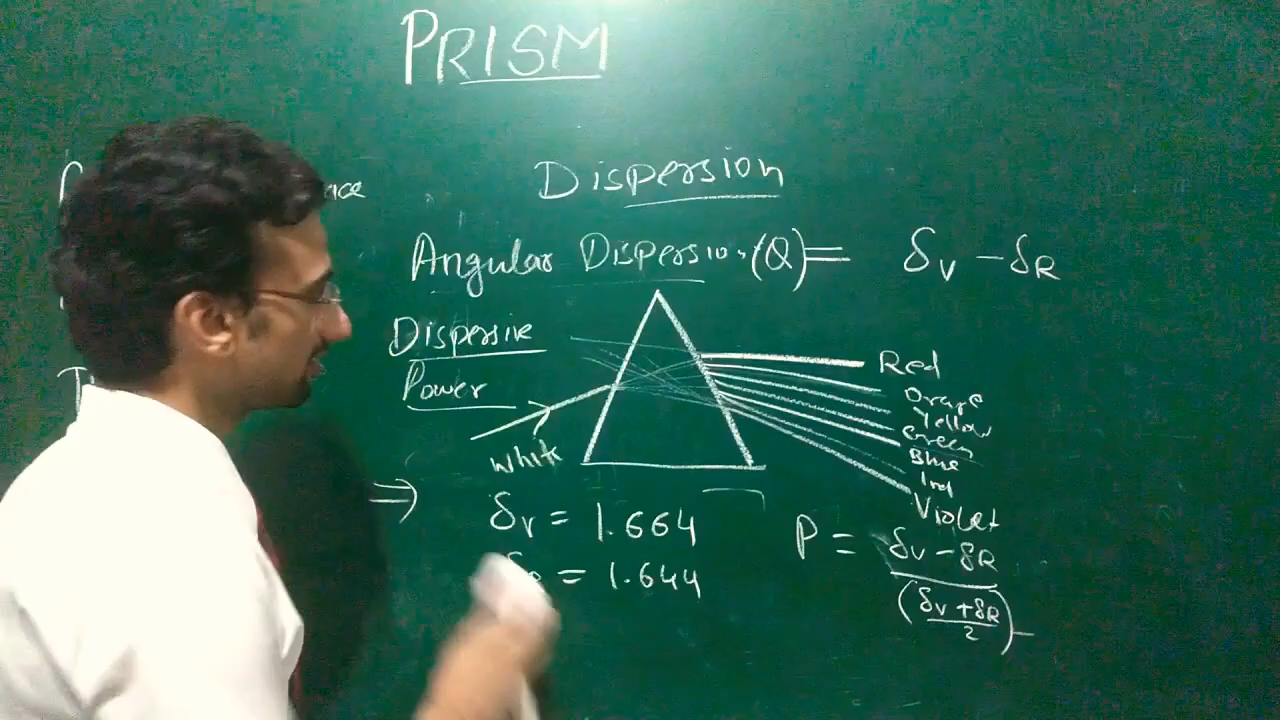 PRISM
Dispersion
Angular Dispersion (Q) = δV - δR
Dispersive
Power
White
Red
Orange
Yellow
Green
Blue
Ind
Violet
⇒ δV = 1.664
= 1.644
P = δV - δR
(δV + δR)
2